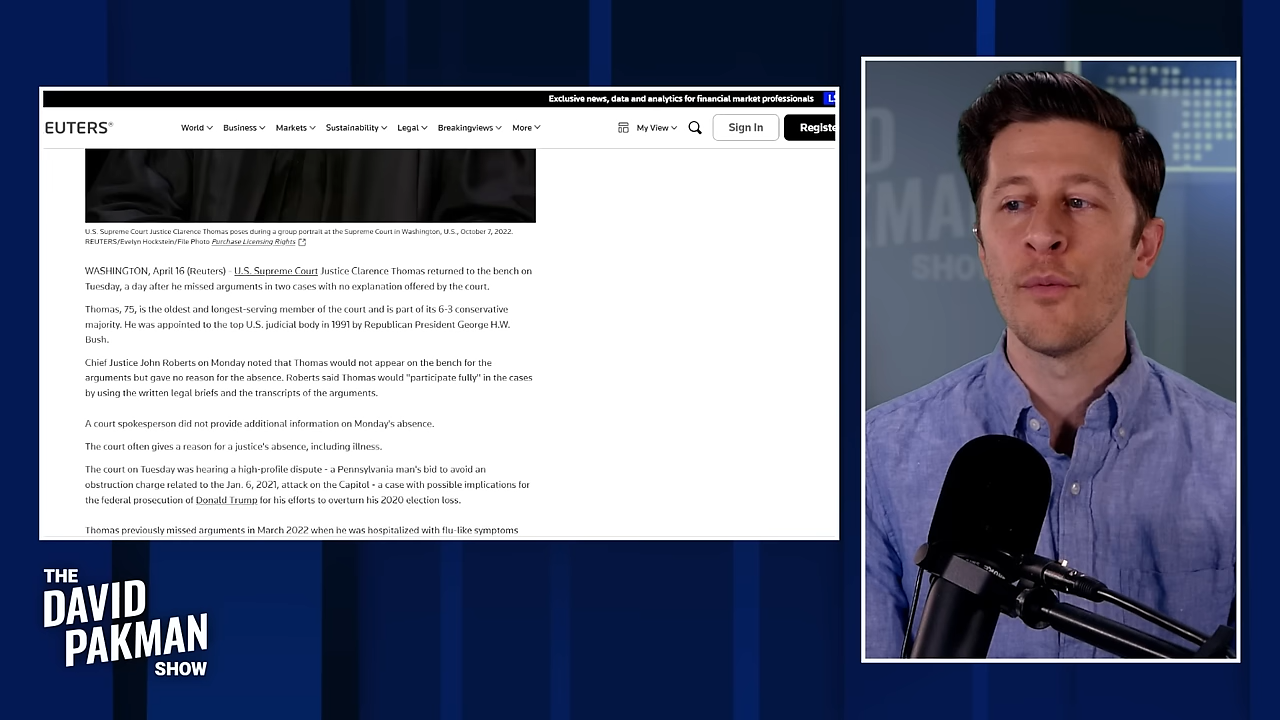 Exclusive news, data and analytics for financial market professionals
EUTERS®
World Business Markets Sustainability Legal Breakingviews More My View Sign In Registe
U.S. Supreme Court Justice Clarence Thomas poses during a group portrait at the Supreme Court in Washington, U.S., October 7, 2022.
REUTERS/Evelyn Hockstein/File Photo Purchase Licensing Rights
WASHINGTON, April 16 (Reuters) - U.S. Supreme Court Justice Clarence Thomas returned to the bench on
Tuesday, a day after he missed arguments in two cases with no explanation offered by the court.
Thomas, 75, is the oldest and longest-serving member of the court and is part of its 6-3 conservative
majority. He was appointed to the top U.S. judicial body in 1991 by Republican President George H.W.
Bush.
Chief Justice John Roberts on Monday noted that Thomas would not appear on the bench for the
arguments but gave no reason for the absence. Roberts said Thomas would "participate fully" in the cases
by using the written legal briefs and the transcripts of the arguments.
A court spokesperson did not provide additional information on Monday's absence.
The court often gives a reason for a justice's absence, including illness.
The court on Tuesday was hearing a high-profile dispute - a Pennsylvania man's bid to avoid an
obstruction charge related to the Jan. 6, 2021, attack on the Capitol - a case with possible implications for
the federal prosecution of Donald Trump for his efforts to overturn his 2020 election loss.
Thomas previously missed arguments in March 2022 when he was hospitalized with flu-like symptoms
THE
DAVID
PAKMAN
SHOW